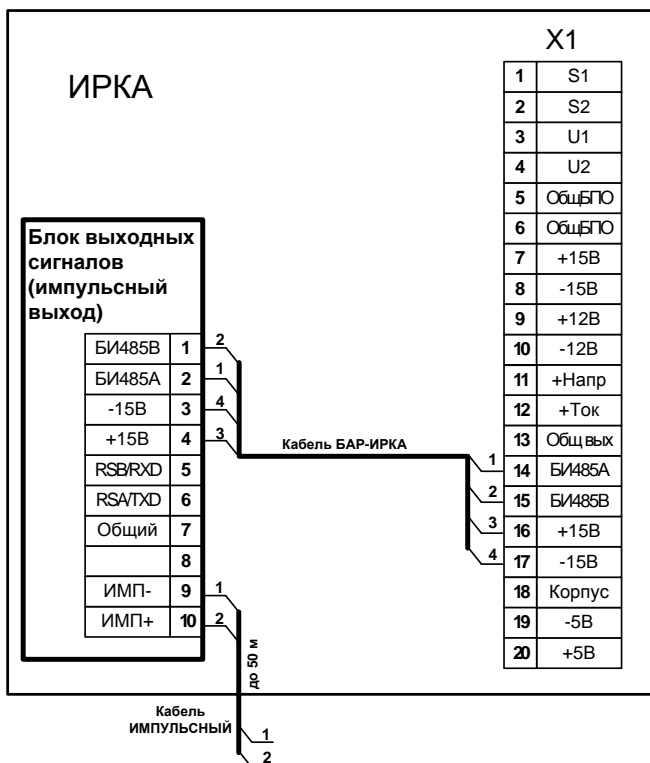 ИРКА
X1
1 S1
2 S2
3 U1
4 U2
5 ОбщБПО
6 ОбщБПО
7 +15В
8 -15В
9 +12В
10 -12В
11 +Напр
12 +Ток
13 Общ вых
14 БИ485А
15 БИ485В
16 +15В
17 -15В
18 Корпус
19 -5В
20 +5В
Блок выходных
сигналов
(импульсный
выход)
БИ485В 1 2
БИ485А 2 1
-15В 3 4
+15В 4 3
RSB/RXD 5
RSA/TXD 6
Общий 7
8
ИМП- 9 1
ИМП+ 10 2
Кабель БАР-ИРКА
1
2
3
4
до 50 м
Кабель
ИМПУЛЬСНЫЙ
1
2